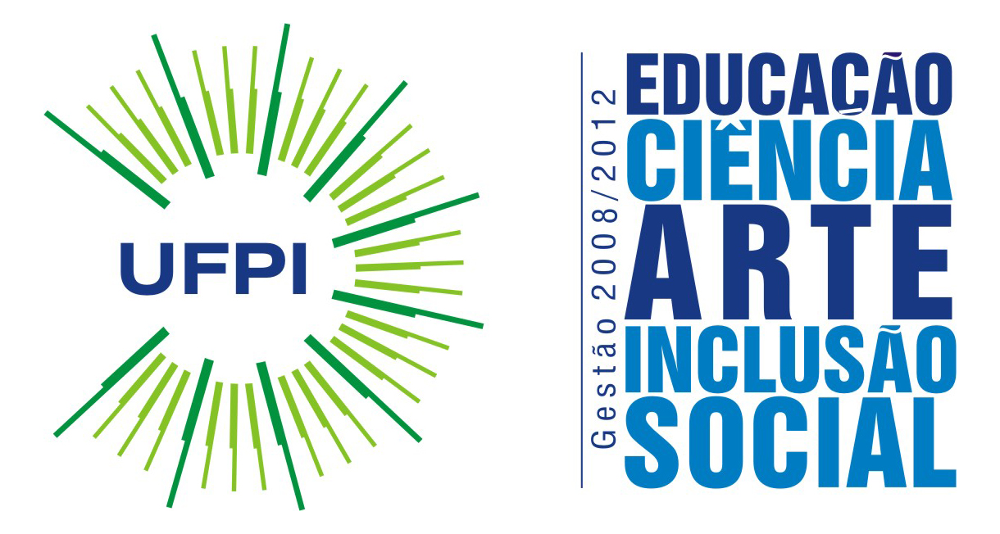 UFPI
Gestão 2008/2012
EDUCAÇÃO
CIÊNCIA
ARTE
INCLUSÃO
SOCIAL